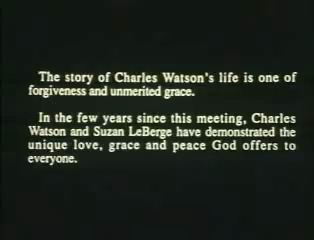 The story of Charles Watson's life is one of
forgiveness and unmerited grace.
In the few years since this meeting, Charles
Watson and Suzan LeBerge have demonstrated the
unique love, grace and peace God offers to
everyone.